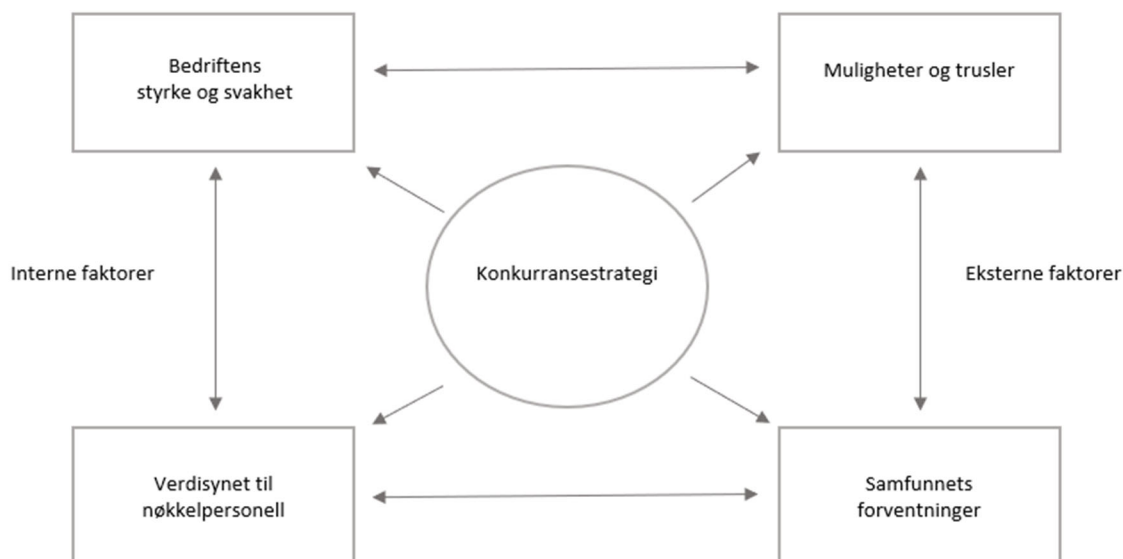 Bedriftens
styrke og svakhet
Muligheter og trusler
Interne faktorer
Konkurransestrategi
Eksterne faktorer
Verdisynet til
nøkkelpersonell
Samfunnets
forventninger